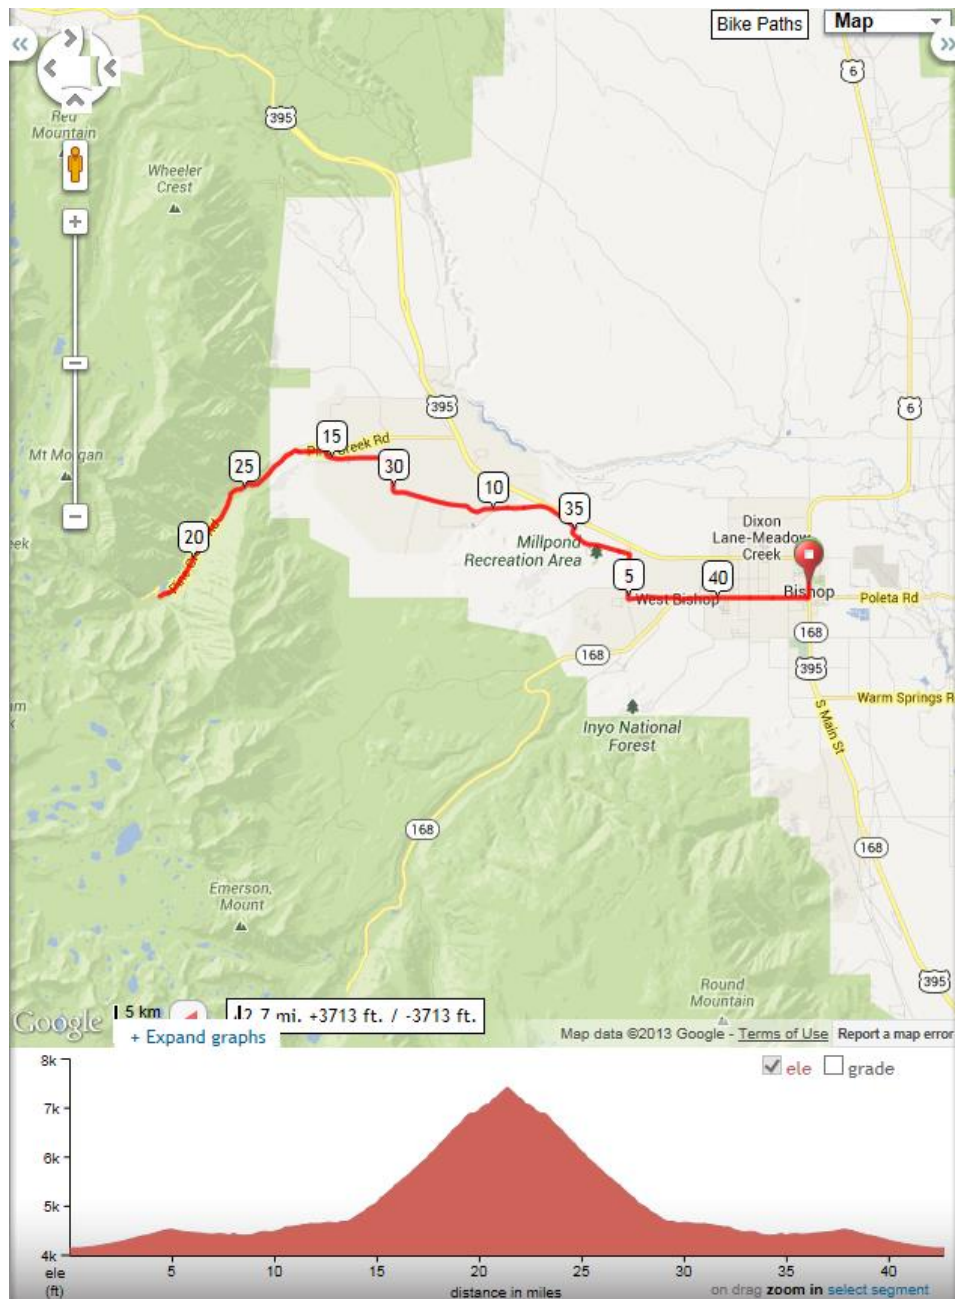 «
Bike Paths
Map
»
6
395
Red
Mountain
Wheeler
Crest
395
6
Mt Morgan
15
Pine Creek Rd
25
30
10
35
20
Millpond
Recreation Area
Dixon
Lane-Meadow
Creek
5
West Bishop
40
Bishop
Poleta Rd
168
168
395
Warm Springs R
S Main St
Inyo National
Forest
168
168
Emerson,
Mount
Round
Mountain
395
5 km
2.7 mi. +3713 ft. / -3713 ft.
Google
+ Expand graphs
Map data ©2013 Google - Terms of Use
Report a map error
8k
ele
grade
7k
6k
5k
4k
ele
(ft)
5
10
15
20
25
30
35
40
distance in miles
on drag zoom in select segment